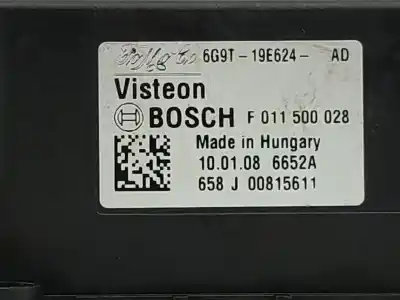 6G9T-19E624- AD
Visteon
BOSCH F 011 500 028
Made in Hungary
10.01.08 6652A
658 J 00815611